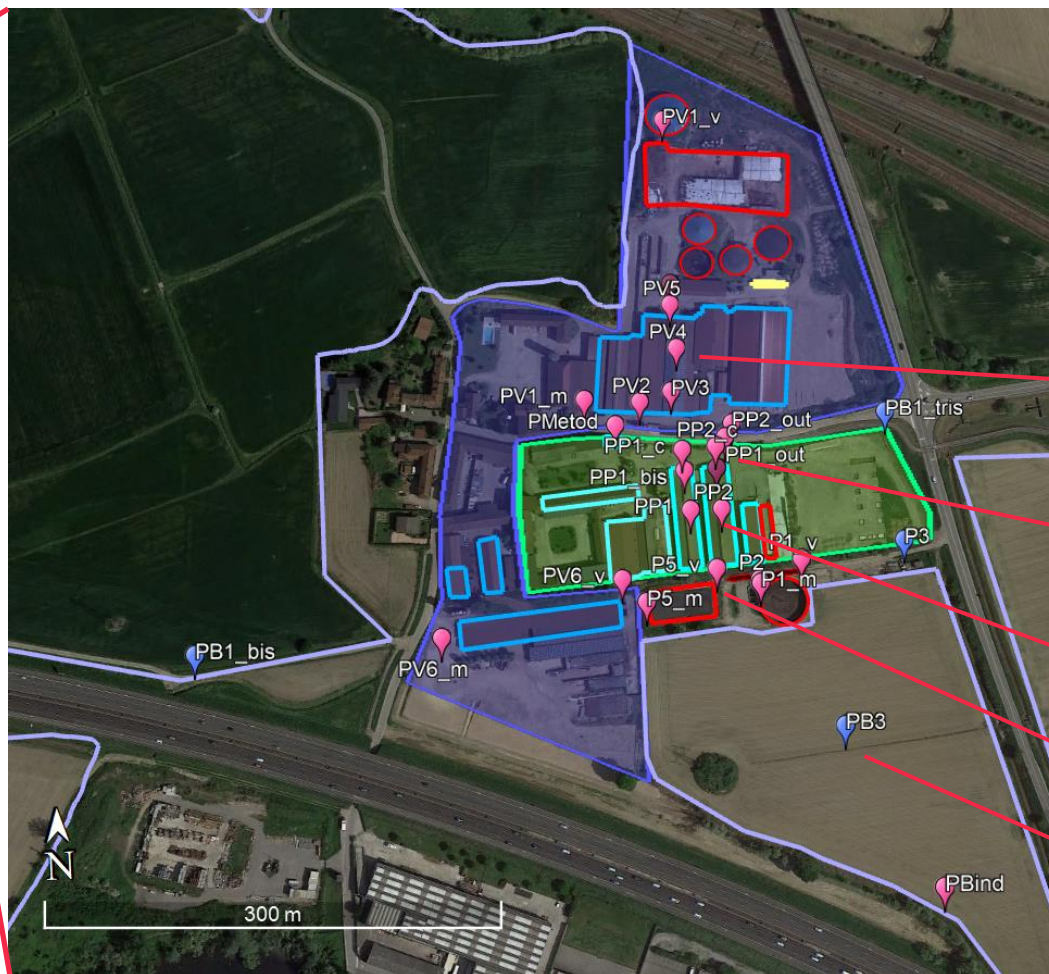 PV1_v
PV5
PV4
PV1_m
PV2
PV3
PMetod
PP2_out
PB1_tris
PP2_c
PP1_c
PP1_out
PP1_bis
PP1
PP2
P1_v
P3
PV6_v
P5_v
P2
P1_m
P5_m
PB1_bis
PV6_m
PB3
PBind
N
300 m